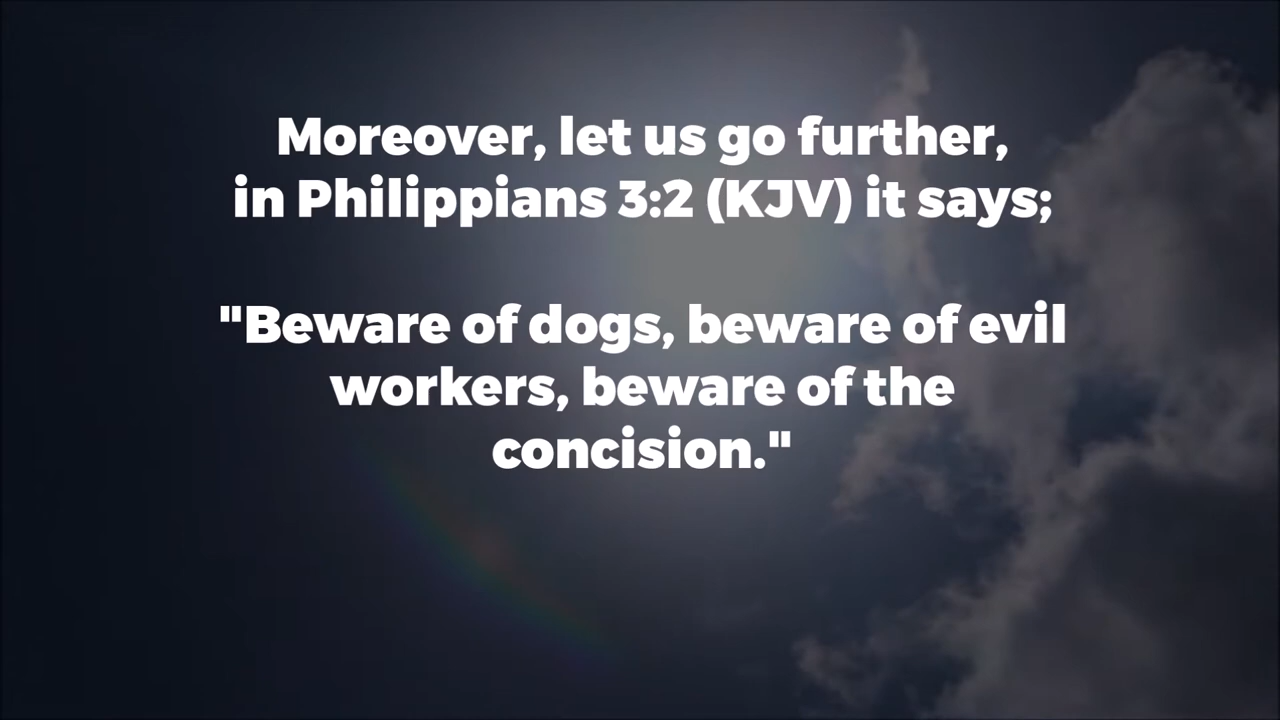 Moreover, let us go further,
in Philippians 3:2 (KJV) it says;
"Beware of dogs, beware of evil
workers, beware of the
concision."